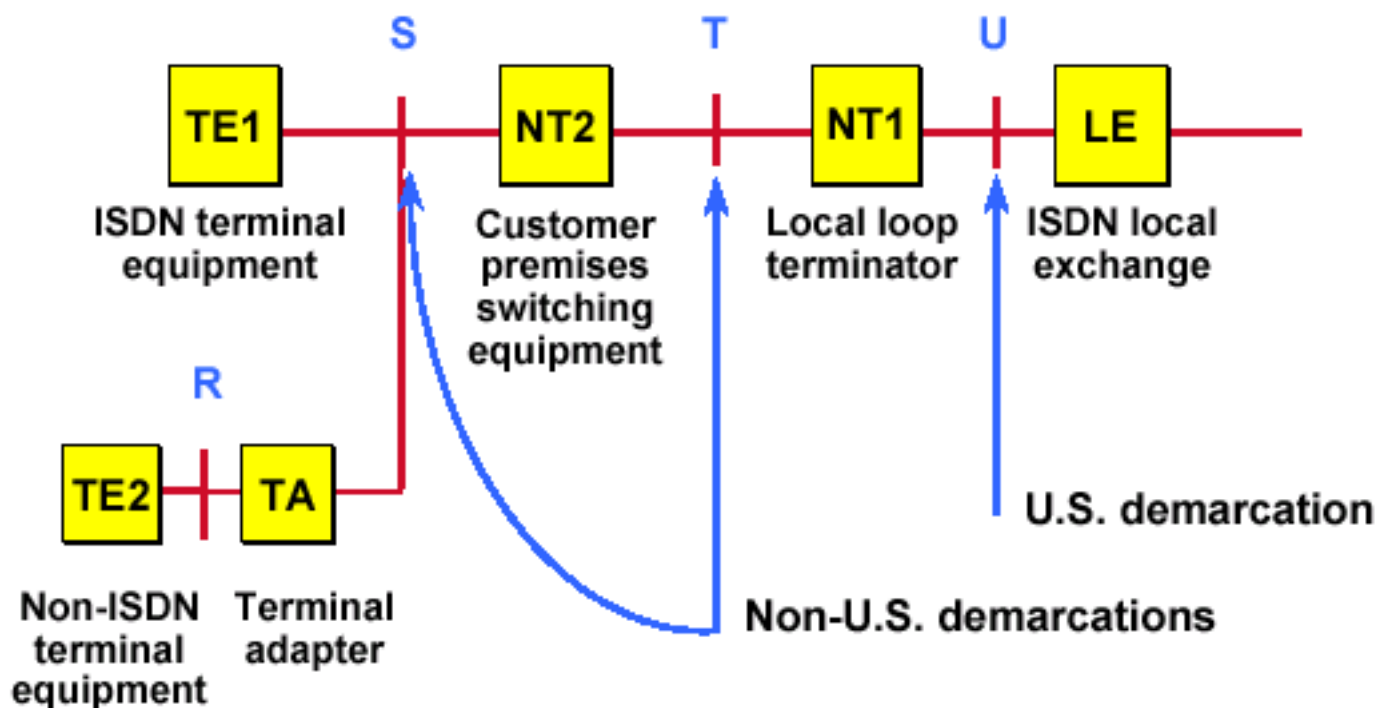 S T U
TE1 NT2 NT1 LE
ISDN terminal
equipment
Customer
premises
switching
equipment
Local loop
terminator
ISDN local
exchange
R
TE2 TA
Non-ISDN
terminal
equipment
Terminal
adapter
U.S. demarcation
Non-U.S. demarcations